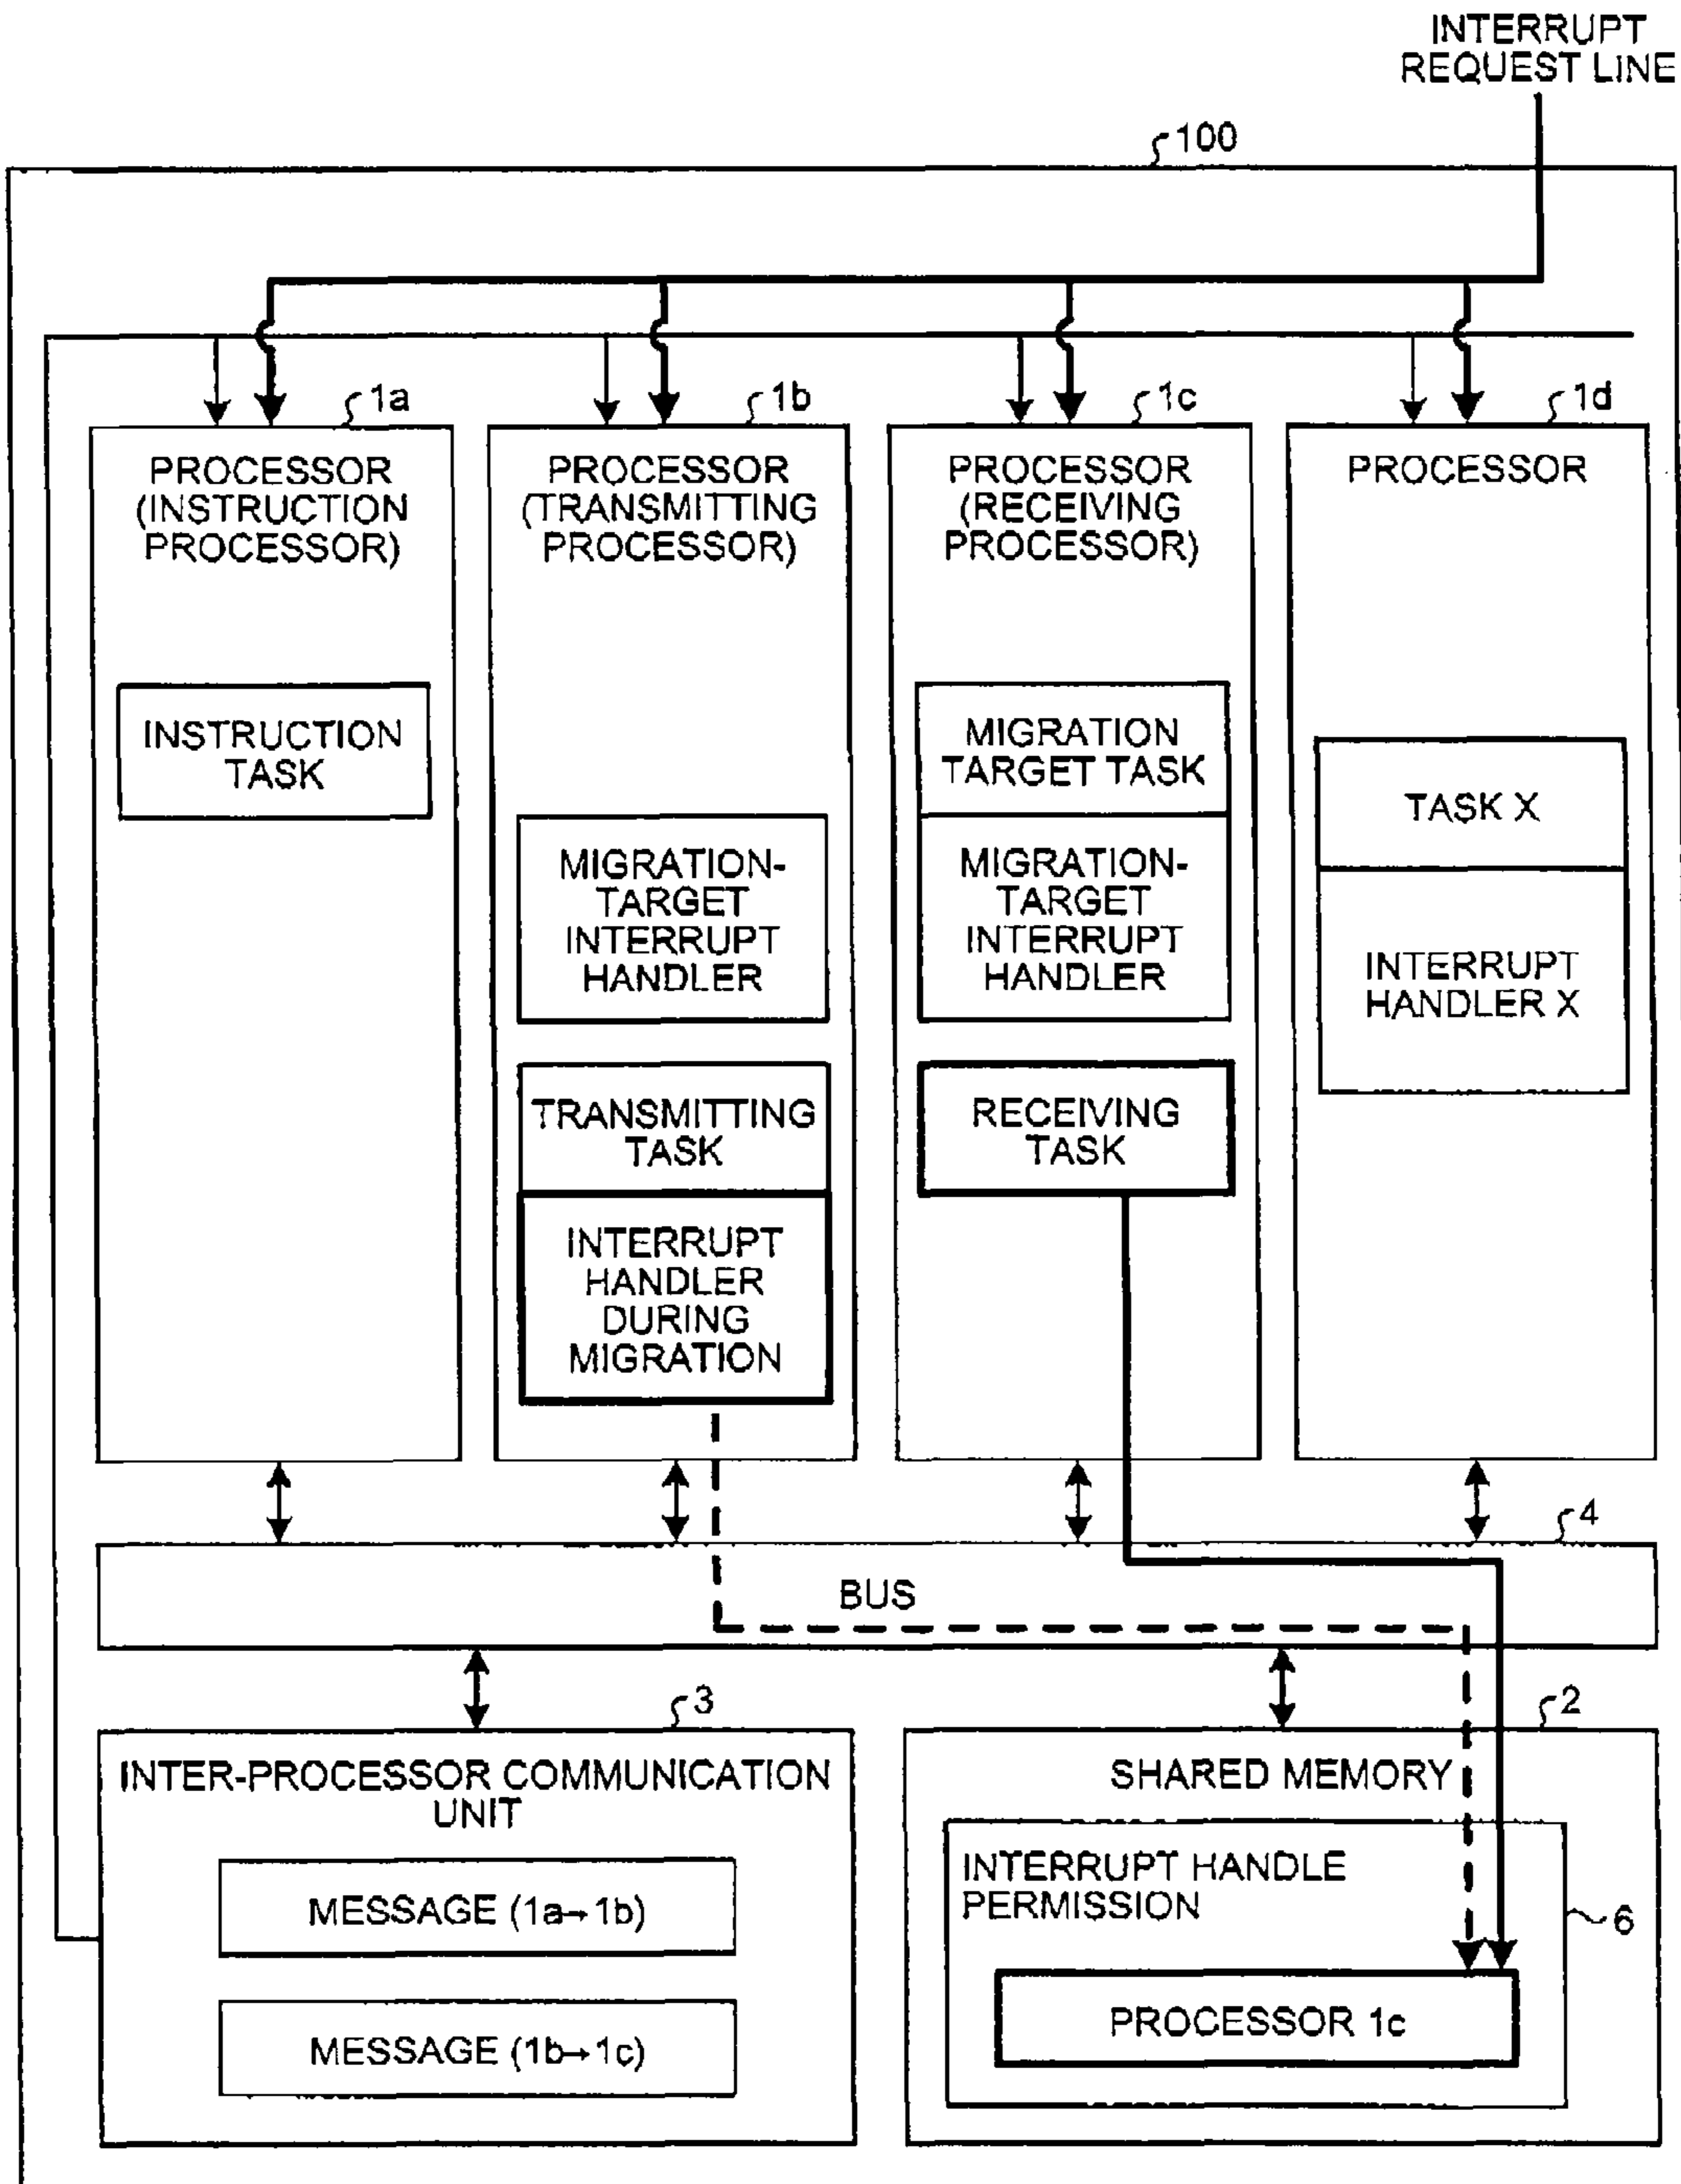 INTERRUPT
REQUEST LINE
100
1a
1b
1c
1d
PROCESSOR
(INSTRUCTION
PROCESSOR)
PROCESSOR
(TRANSMITTING
PROCESSOR)
PROCESSOR
(RECEIVING
PROCESSOR)
PROCESSOR
INSTRUCTION
TASK
MIGRATION-
TARGET
INTERRUPT
HANDLER
TRANSMITTING
TASK
INTERRUPT
HANDLER
DURING
MIGRATION
MIGRATION
TARGET TASK
MIGRATION-
TARGET
INTERRUPT
HANDLER
RECEIVING
TASK
TASK X
INTERRUPT
HANDLER X
4
BUS
3
INTER-PROCESSOR COMMUNICATION
UNIT
MESSAGE (1a→1b)
MESSAGE (1b→1c)
2
SHARED MEMORY
INTERRUPT HANDLE
PERMISSION
6
PROCESSOR 1c